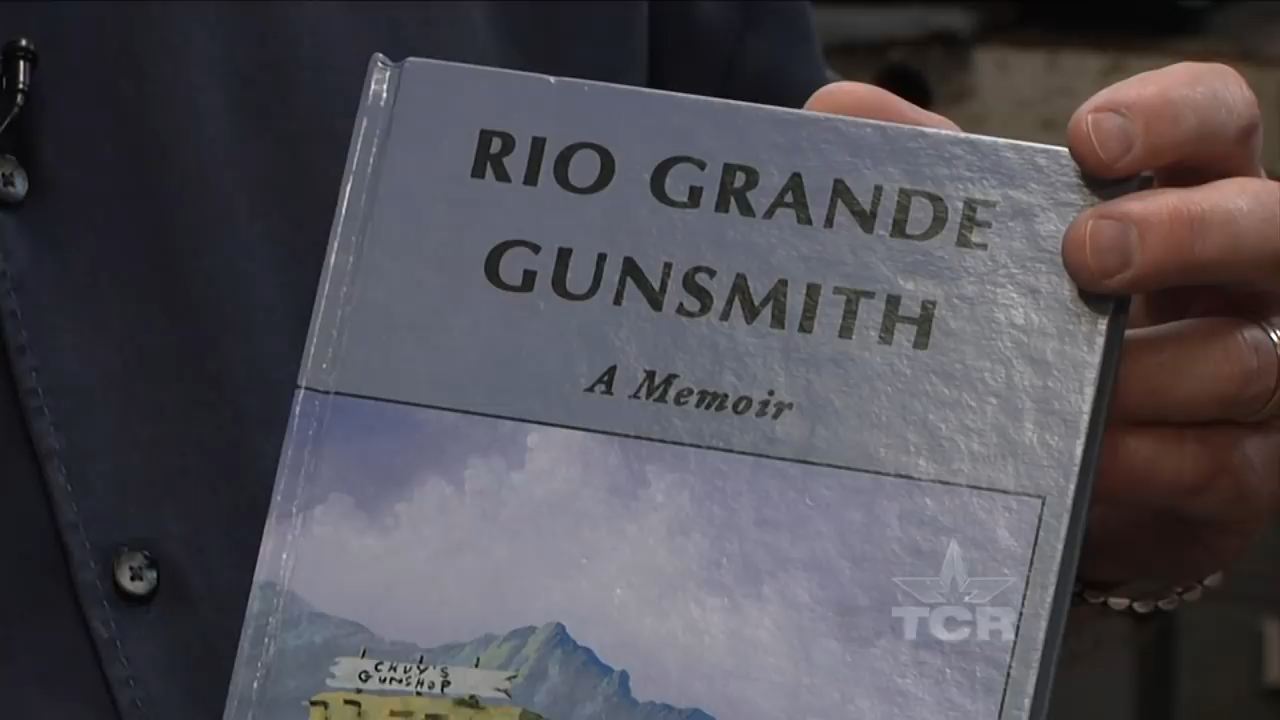 RIO GRANDE
GUNSMITH
A Memoir
TCR
CHUY'S
GUNSHOP